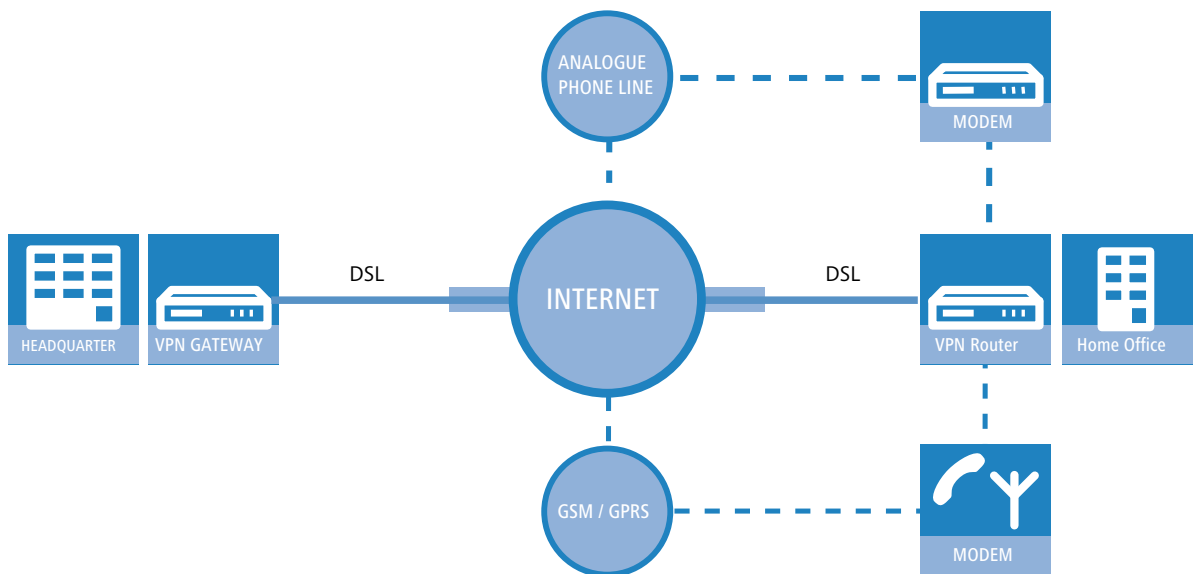 ANALOGUE
PHONE LINE
MODEM
DSL
DSL
INTERNET
HEADQUARTER
VPN GATEWAY
VPN Router
Home Office
GSM / GPRS
MODEM